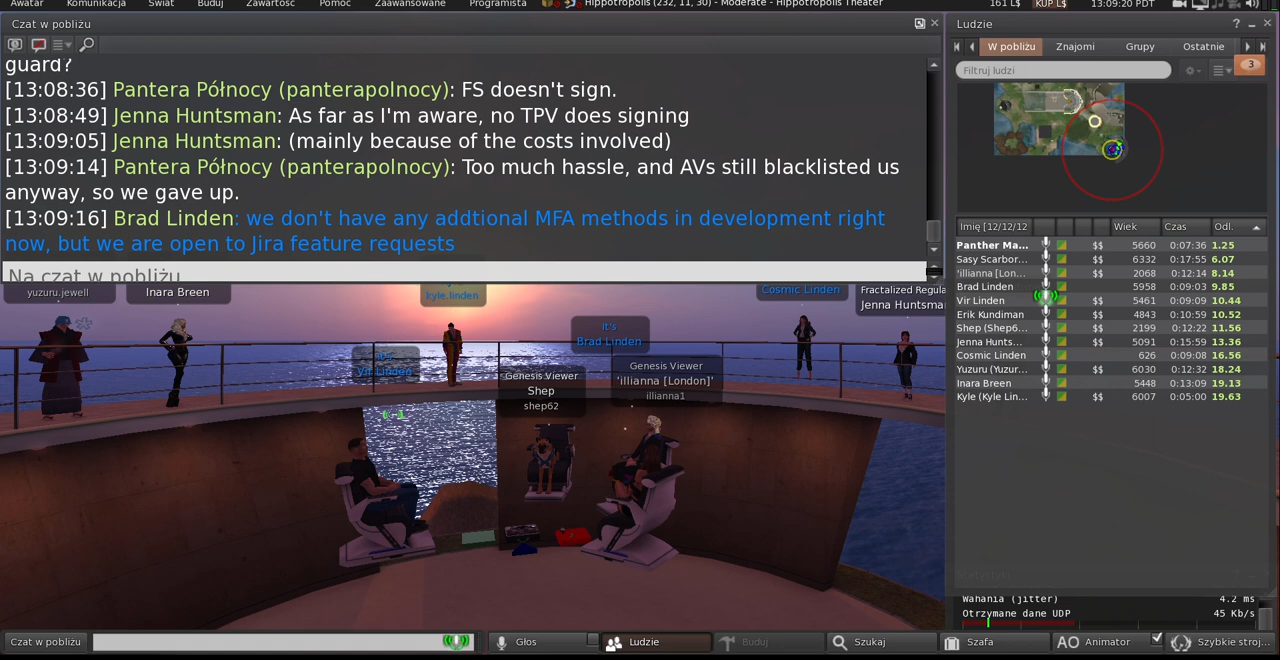 Awatar Komunikacja Świat Buduj Zawartość Pomoc Zaawansowane Programista Hippotropolis (232, 11, 30) - Moderate - Hippotropolis Theater 161 L$ KUP L$ 13:09:20 PDT
Czat w pobliżu
guard?
[13:08:36] Pantera Północy (panterapolnocy): FS doesn't sign.
[13:08:49] Jenna Huntsman: As far as I'm aware, no TPV does signing
[13:09:05] Jenna Huntsman: (mainly because of the costs involved)
[13:09:14] Pantera Północy (panterapolnocy): Too much hassle, and AVs still blacklisted us
anyway, so we gave up.
[13:09:16] Brad Linden: we don't have any addtional MFA methods in development right
now, but we are open to Jira feature requests
Na czat w pobliżu
Ludzie
W pobliżu Znajomi Grupy Ostatnie
Filtruj ludzi
3
Imię [12/12/12 Wiek Czas Odl.
Panther Ma... $$ 5660 0:07:36 1.25
Sasy Scarbor... $$ 6332 0:17:55 6.07
'illianna [Lon... $$ 2068 0:12:14 8.14
Brad Linden 5958 0:09:03 9.85
Vir Linden $$ 5461 0:09:09 10.44
Erik Kundiman $$ 4843 0:10:59 10.52
Shep (Shep6... $$ 2199 0:12:22 11.56
Jenna Hunts... $$ 5091 0:15:59 13.36
Cosmic Linden 626 0:09:08 16.56
Yuzuru (Yuzur... $$ 6030 0:12:32 18.24
Inara Breen 5448 0:13:09 19.13
Kyle (Kyle Lin... $$ 6007 0:05:00 19.63
yuzuru.jewell
Inara Breen
kyle.linden
Cosmic Linden
Fractalized Regula
Jenna Huntsman
it's
Brad Linden
it's
Vir Linden
Genesis Viewer
Shep
shep62
Genesis Viewer
'illianna [London]'
illianna1
Statystyki
Wahania (jitter) 4.2 ms
Otrzymane dane UDP 45 Kb/s
Czat w pobliżu Głos Ludzie Buduj Szukaj Szafa AO Animator Szybkie stroj...